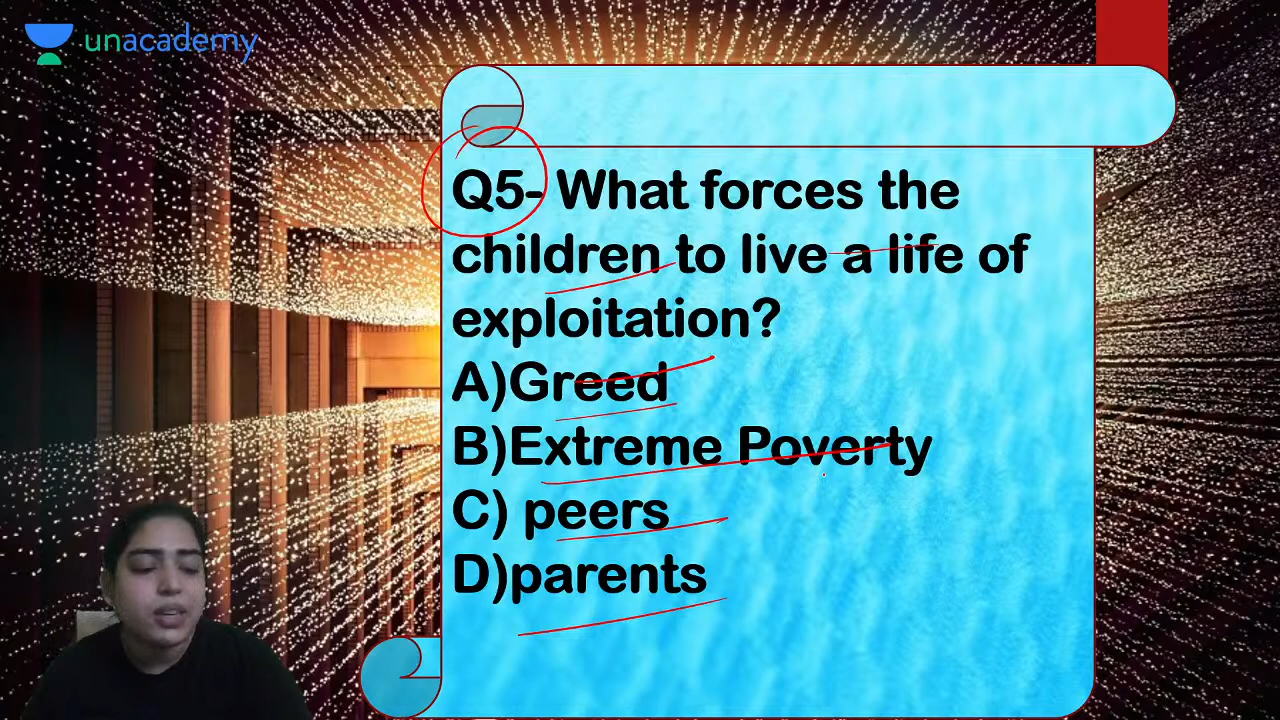 unacademy
Q5- What forces the
children to live a life of
exploitation?
A)Greed
B)Extreme Poverty
C) peers
D)parents